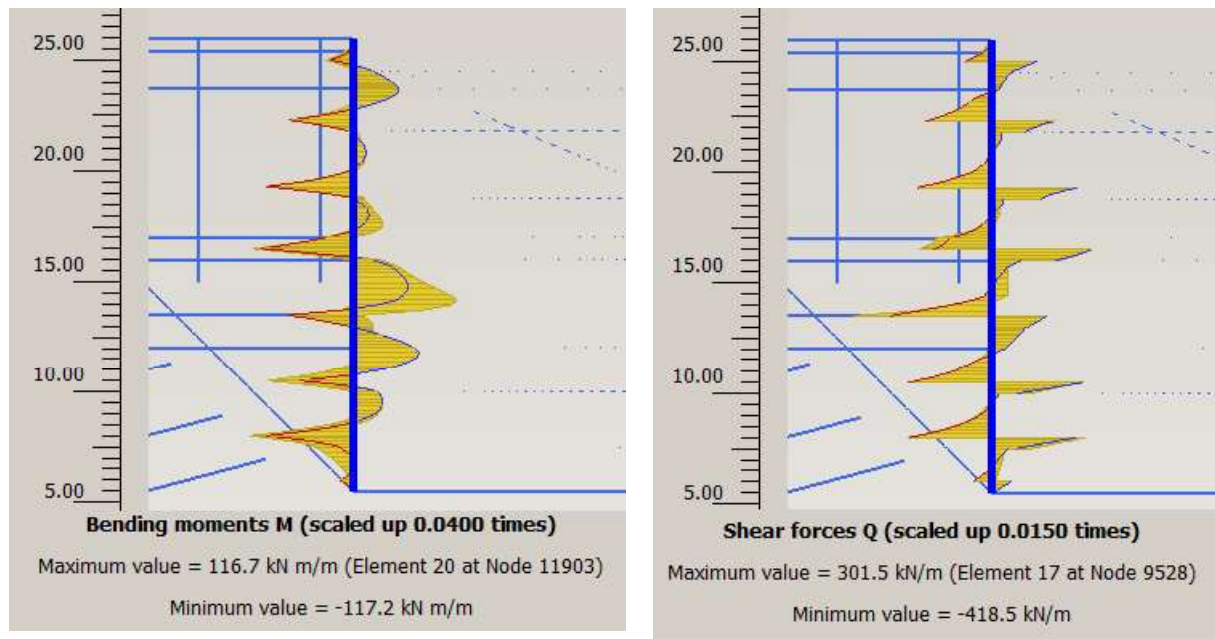 25.00
20.00
15.00
10.00
5.00
Bending moments M (scaled up 0.0400 times)
Maximum value = 116.7 kN m/m (Element 20 at Node 11903)
Minimum value = -117.2 kN m/m
25.00
20.00
15.00
10.00
5.00
Shear forces Q (scaled up 0.0150 times)
Maximum value = 301.5 kN/m (Element 17 at Node 9528)
Minimum value = -418.5 kN/m